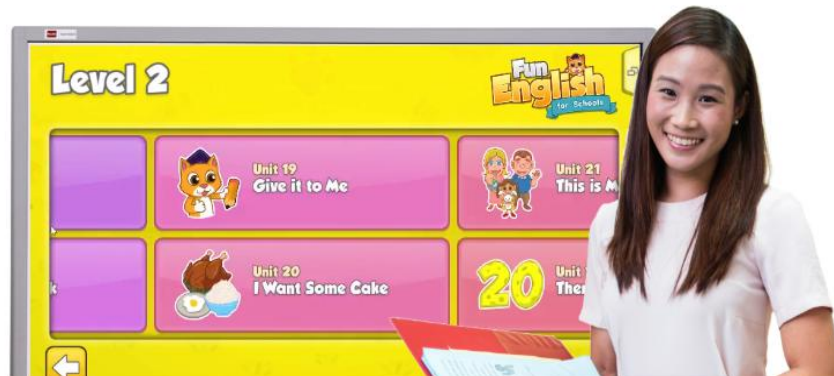 Level 2
Fun
English
for Schools
Unit 19
Give it to Me
Unit 21
This is M
k
Unit 20
I Want Some Cake
20
Unit
The